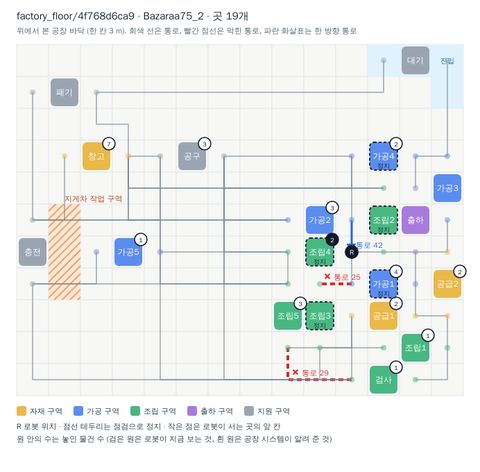 factory_floor/4f768d6ca9 · Bazaraa75_2 · 곳 19개
위에서 본 공장 바닥 (한 칸 3 m). 회색 선은 통로, 빨간 점선은 막힌 통로, 파란 화살표는 한 방향 통로
대기
진입
폐기
7
창고
3
공구
2
가공4
정지
가공3
지게차 작업 구역
3
가공2
조립2
정지
출하
충전
1
가공5
2
조립4
정지
R
통로 42
✖ 통로 25
4
가공1
정지
2
공급2
3
조립5
조립3
정지
2
공급1
1
조립1
✖ 통로 29
1
검사
자재 구역
가공 구역
조립 구역
출하 구역
지원 구역
R 로봇 위치 · 점선 테두리는 점검으로 정지 · 작은 점은 로봇이 서는 곳의 앞 칸
원 안의 수는 놓인 물건 수 (검은 원은 로봇이 지금 보는 것, 흰 원은 공장 시스템이 알려 준 것)